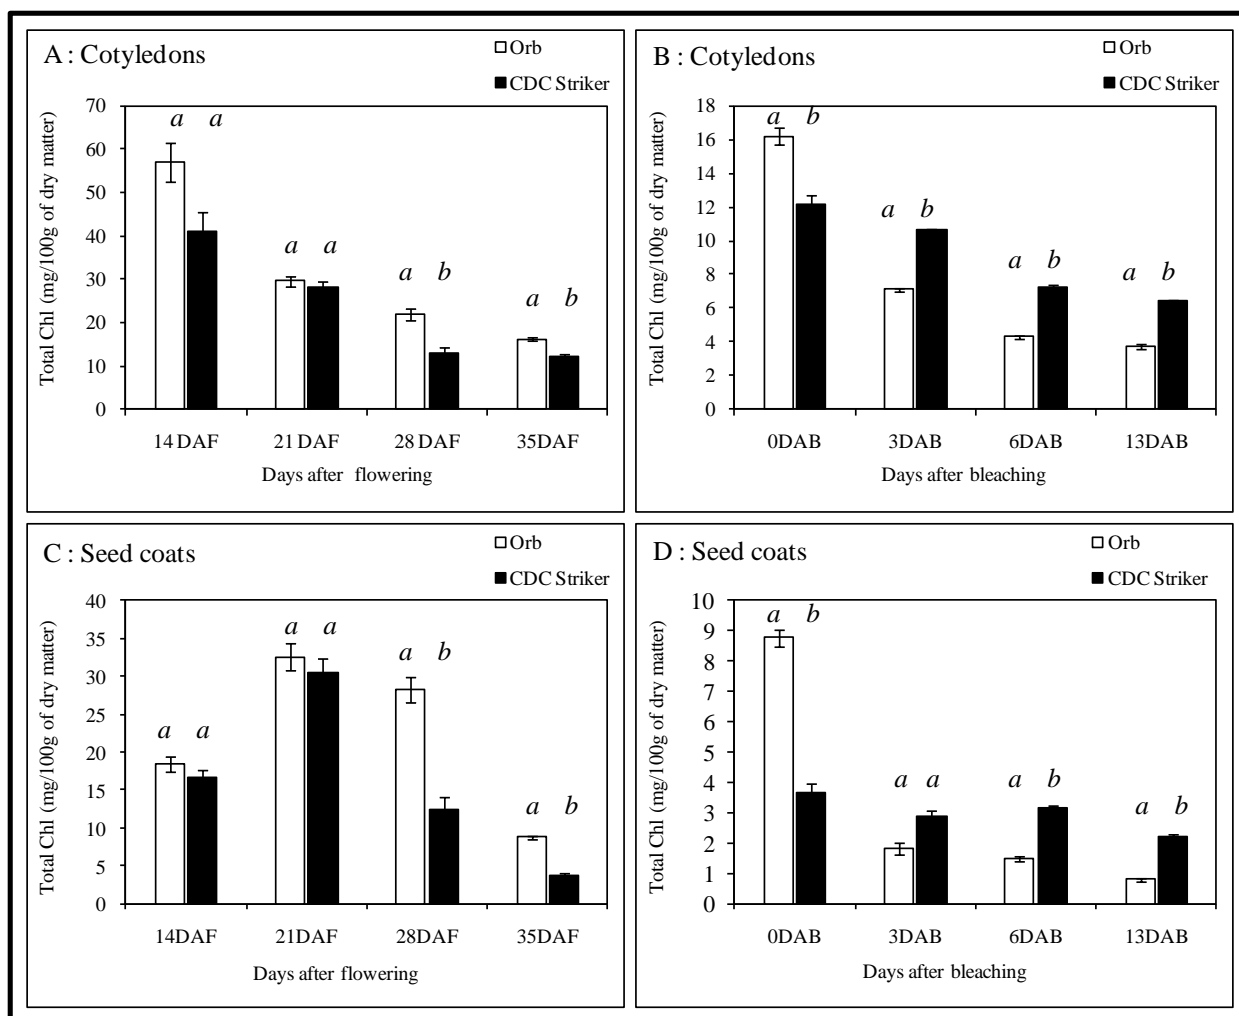 A : Cotyledons
Orb
CDC Striker
Total Chl (mg/100g of dry matter)
70
60
50
40
30
20
10
0
a a
a a
a b
a b
14 DAF 21 DAF 28 DAF 35DAF
Days after flowering
B : Cotyledons
Orb
CDC Striker
Total Chl (mg/100g of dry matter)
18
16
14
12
10
8
6
4
2
0
a b
a b
a b
a b
0DAB 3DAB 6DAB 13DAB
Days after bleaching
C : Seed coats
Orb
CDC Striker
Total Chl (mg/100g of dry matter)
40
35
30
25
20
15
10
5
0
a a
a a
a b
a b
14DAF 21DAF 28DAF 35DAF
Days after flowering
D : Seed coats
Orb
CDC Striker
Total Chl (mg/100g of dry matter)
10
9
8
7
6
5
4
3
2
1
0
a b
a a
a b
a b
0DAB 3DAB 6DAB 13DAB
Days after bleaching